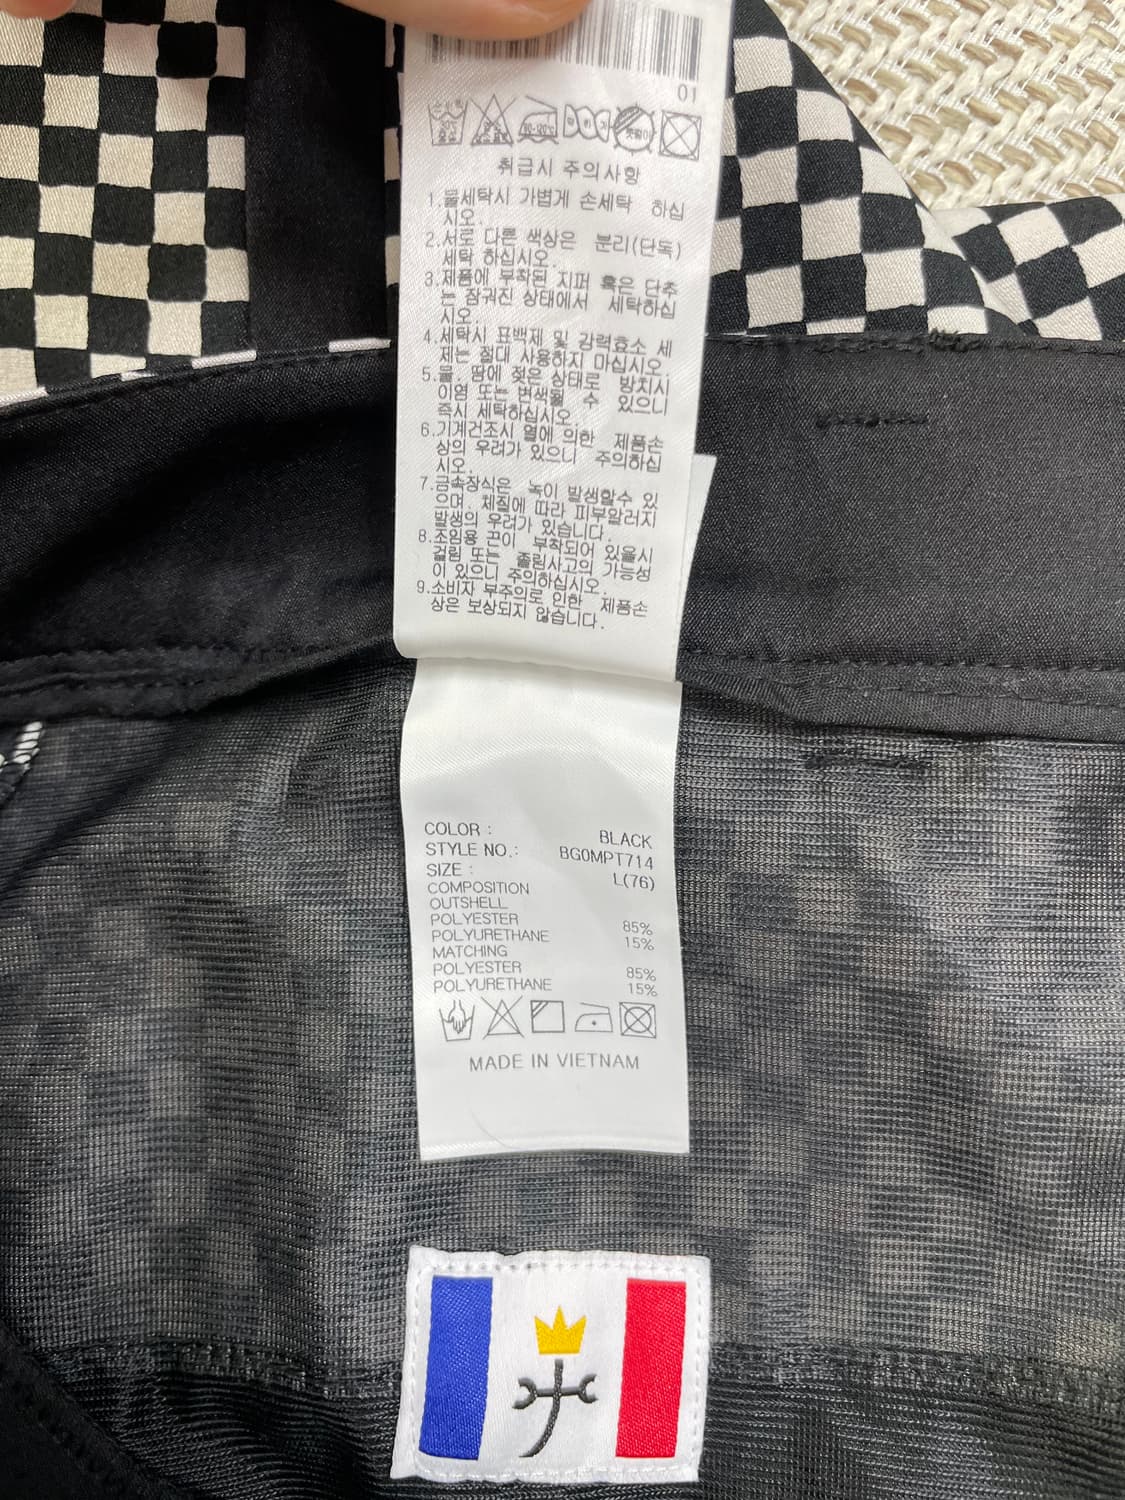 01
80-120℃
취급시 주의사항
1.물세탁시 가볍게 손세탁 하십
시오.
2.서로 다른 색상은 분리(단독)
세탁 하십시오.
3.제품에 부착된 지퍼 혹은 단추
는 잠궈진 상태에서 세탁하십
시오.
4.세탁시 표백제 및 강력효소 세
제는 절대 사용하지 마십시오.
5.물, 땀에 젖은 상태로 방치시
이염 또는 변색될 수 있으니
즉시 세탁하십시오.
6.기계건조시 열에 의한 제품손
상의 우려가 있으니 주의하십
시오.
7.금속장식은 녹이 발생할수 있
으며, 체질에 따라 피부알러지
발생의 우려가 있습니다.
8.조임용 끈이 부착되어 있을시
걸림 또는 졸림사고의 가능성
이 있으니 주의하십시오.
9.소비자 부주의로 인한 제품손
상은 보상되지 않습니다.
COLOR : BLACK
STYLE NO.: BG0MPT714
SIZE : L(76)
COMPOSITION
OUTSHELL
POLYESTER 85%
POLYURETHANE 15%
MATCHING
POLYESTER 85%
POLYURETHANE 15%
MADE IN VIETNAM